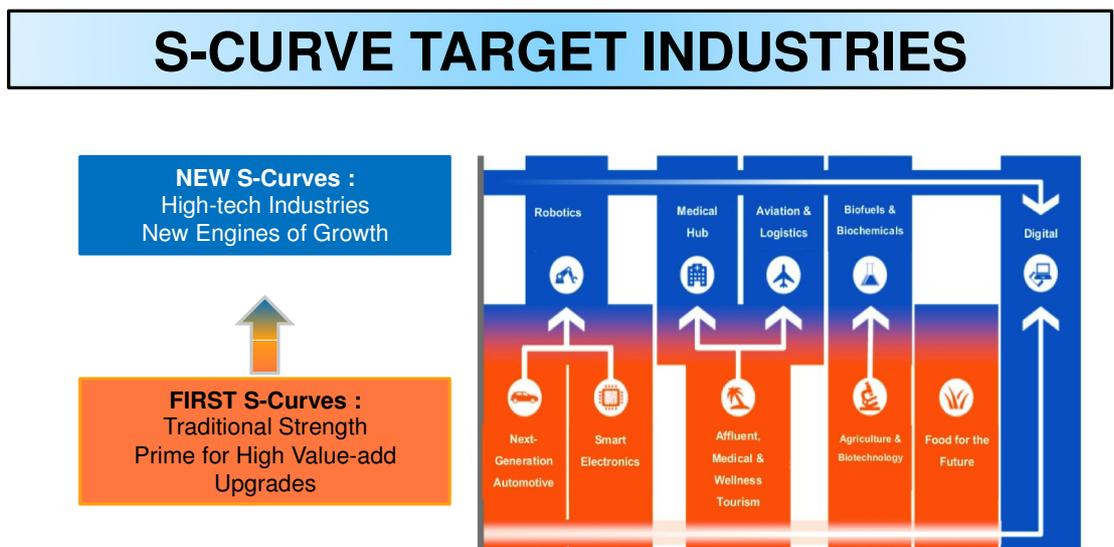 S-CURVE TARGET INDUSTRIES
NEW S-Curves :
High-tech Industries
New Engines of Growth
FIRST S-Curves :
Traditional Strength
Prime for High Value-add
Upgrades
Robotics
Medical
Hub
Aviation &
Logistics
Biofuels &
Biochemicals
Digital
Next-
Generation
Automotive
Smart
Electronics
Affluent,
Medical &
Wellness
Tourism
Agriculture &
Biotechnology
Food for the
Future